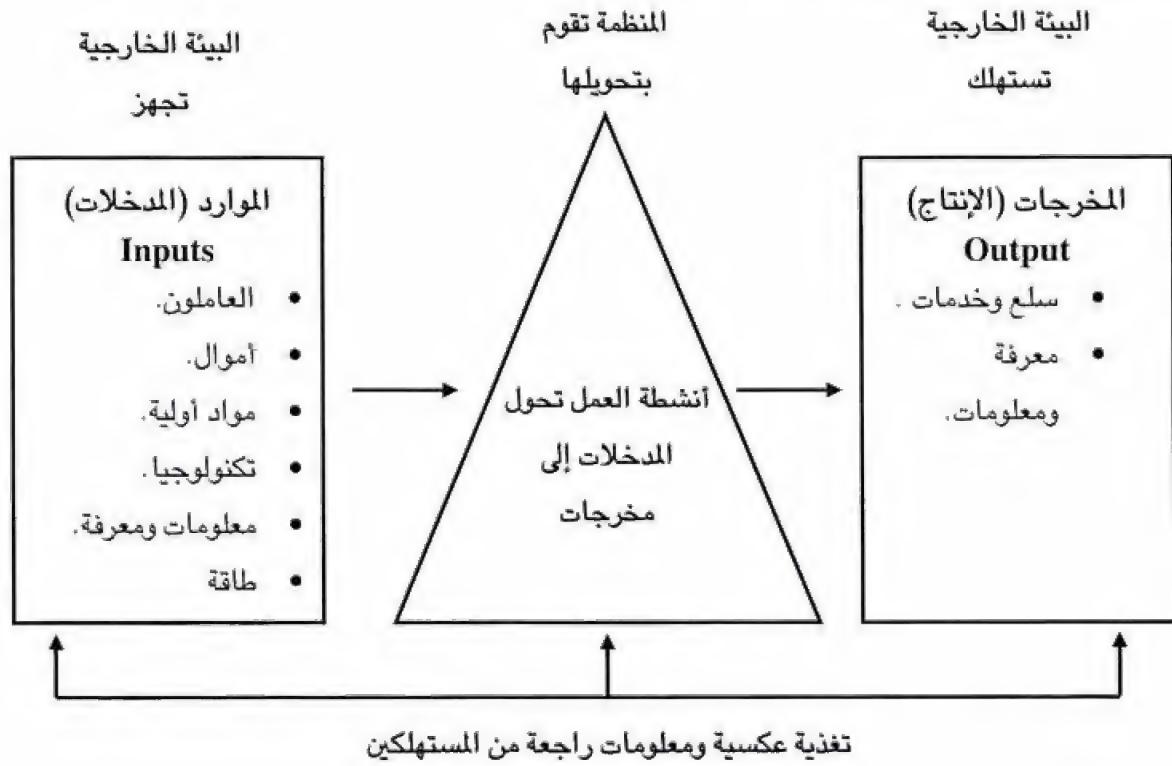 البيئة الخارجية
تجهز
الموارد (المدخلات)
Inputs
• العاملون.
• أموال.
• مواد أولية.
• تكنولوجيا.
• معلومات ومعرفة.
• طاقة
المنظمة تقوم
بتحويلها
أنشطة العمل تحول
المدخلات إلى
مخرجات
البيئة الخارجية
تستهلك
المخرجات (الإنتاج)
Output
• سلع وخدمات .
• معرفة
ومعلومات.
تغذية عكسية ومعلومات راجعة من المستهلكين